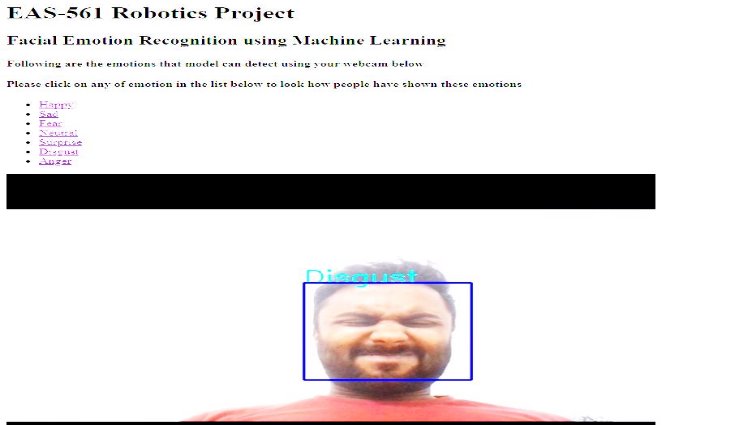 EAS-561 Robotics Project
Facial Emotion Recognition using Machine Learning
Following are the emotions that model can detect using your webcam below
Please click on any of emotion in the list below to look how people have shown these emotions
Happy
Sad
Fear
Neutral
Surprise
Disgust
Anger
Disgust